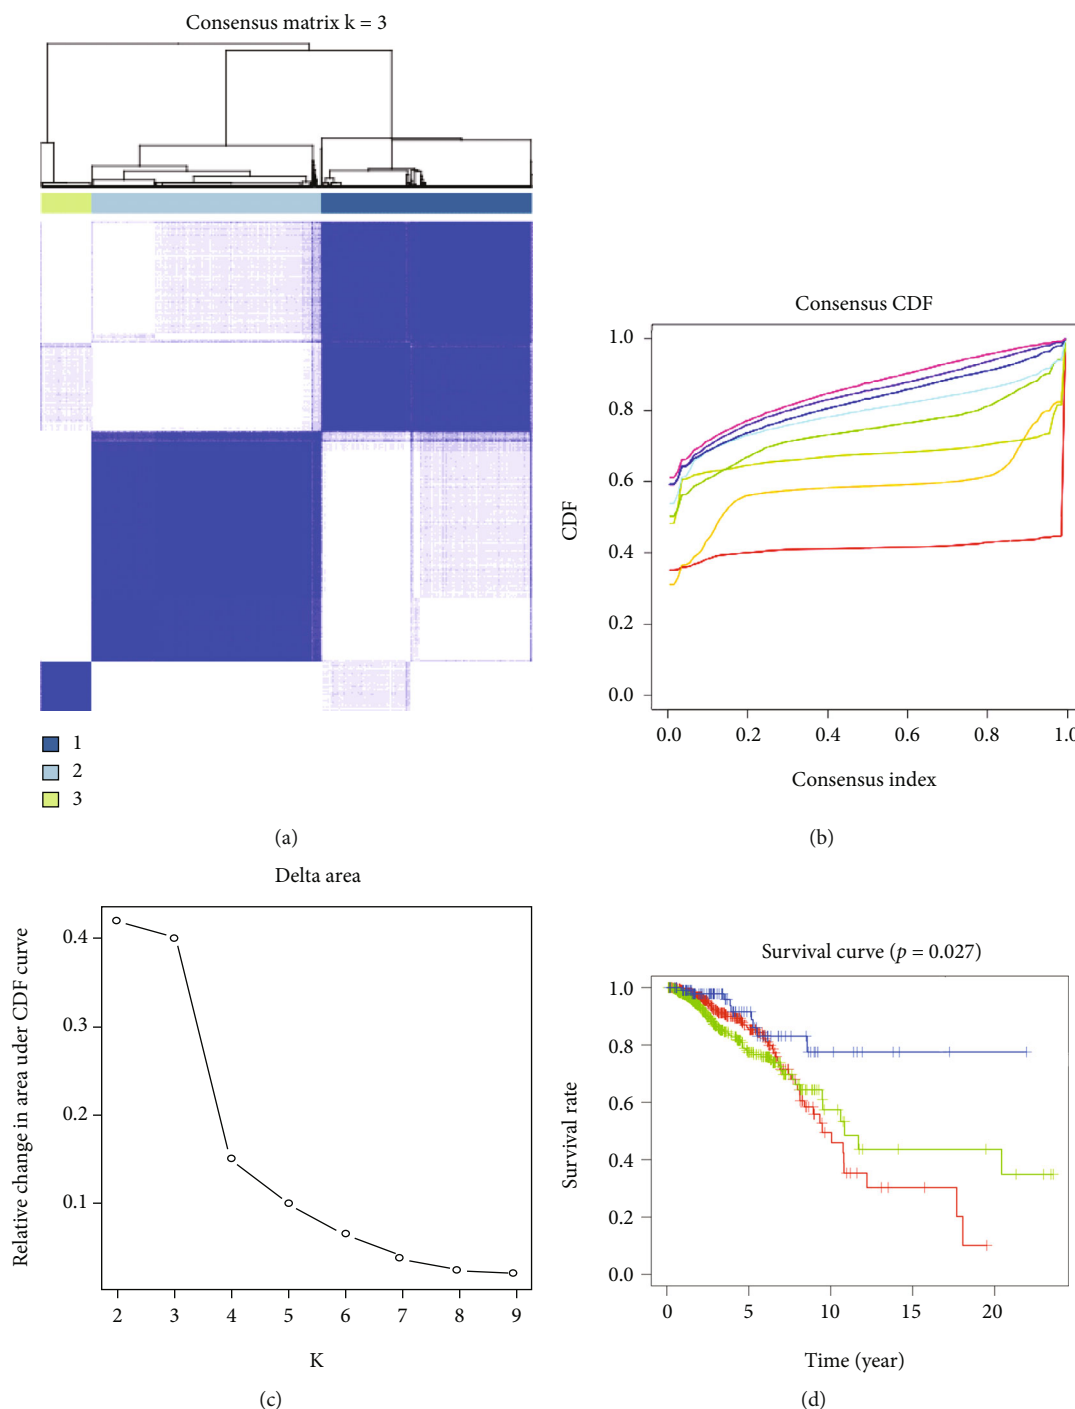 Consensus matrix k = 3
1
2
3
(a)
Consensus CDF
CDF
1.0
0.8
0.6
0.4
0.2
0.0
0.0 0.2 0.4 0.6 0.8 1.0
Consensus index
(b)
Delta area
Relative change in area uder CDF curve
0.4
0.3
0.2
0.1
2 3 4 5 6 7 8 9
K
(c)
Survival curve (p = 0.027)
Survival rate
1.0
0.8
0.6
0.4
0.2
0.0
0 5 10 15 20
Time (year)
(d)